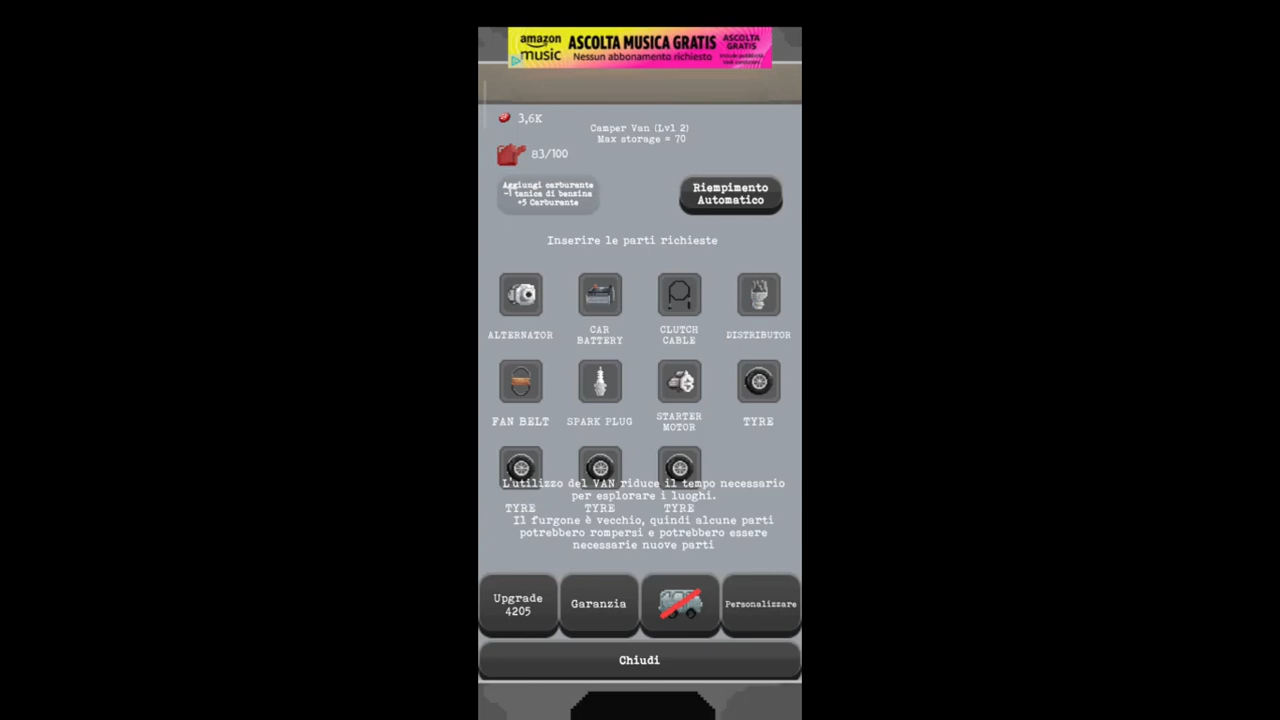 amazon music
ASCOLTA MUSICA GRATIS
Nessun abbonamento richiesto
ASCOLTA
GRATIS
3,6K
Camper Van (Lvl 2)
Max storage = 70
83/100
Aggiungi carburante
-1 tanica di benzina
+5 Carburante
Riempimento
Automatico
Inserire le parti richieste
ALTERNATOR
CAR
BATTERY
CLUTCH
CABLE
DISTRIBUTOR
FAN BELT
SPARK PLUG
STARTER
MOTOR
TYRE
L'utilizzo del VAN riduce il tempo necessario
per esplorare i luoghi.
TYRE
TYRE
TYRE
Il furgone è vecchio, quindi alcune parti
potrebbero rompersi e potrebbero essere
necessarie nuove parti
Upgrade
4205
Garanzia
Personalizzare
Chiudi